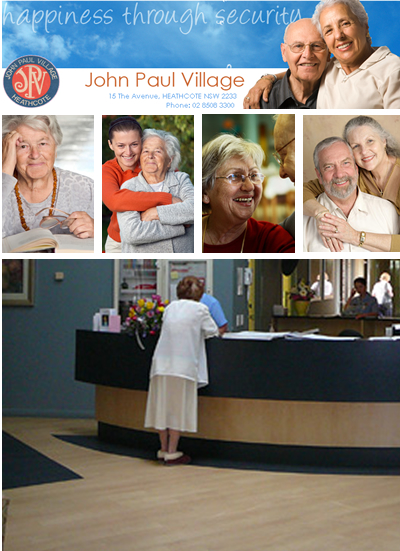 happiness through security
John Paul Village
15 The Avenue, HEATHCOTE NSW 2233
Phone: 02 8508 3300
JOHN PAUL VILLAGE
JPV
HEATHCOTE